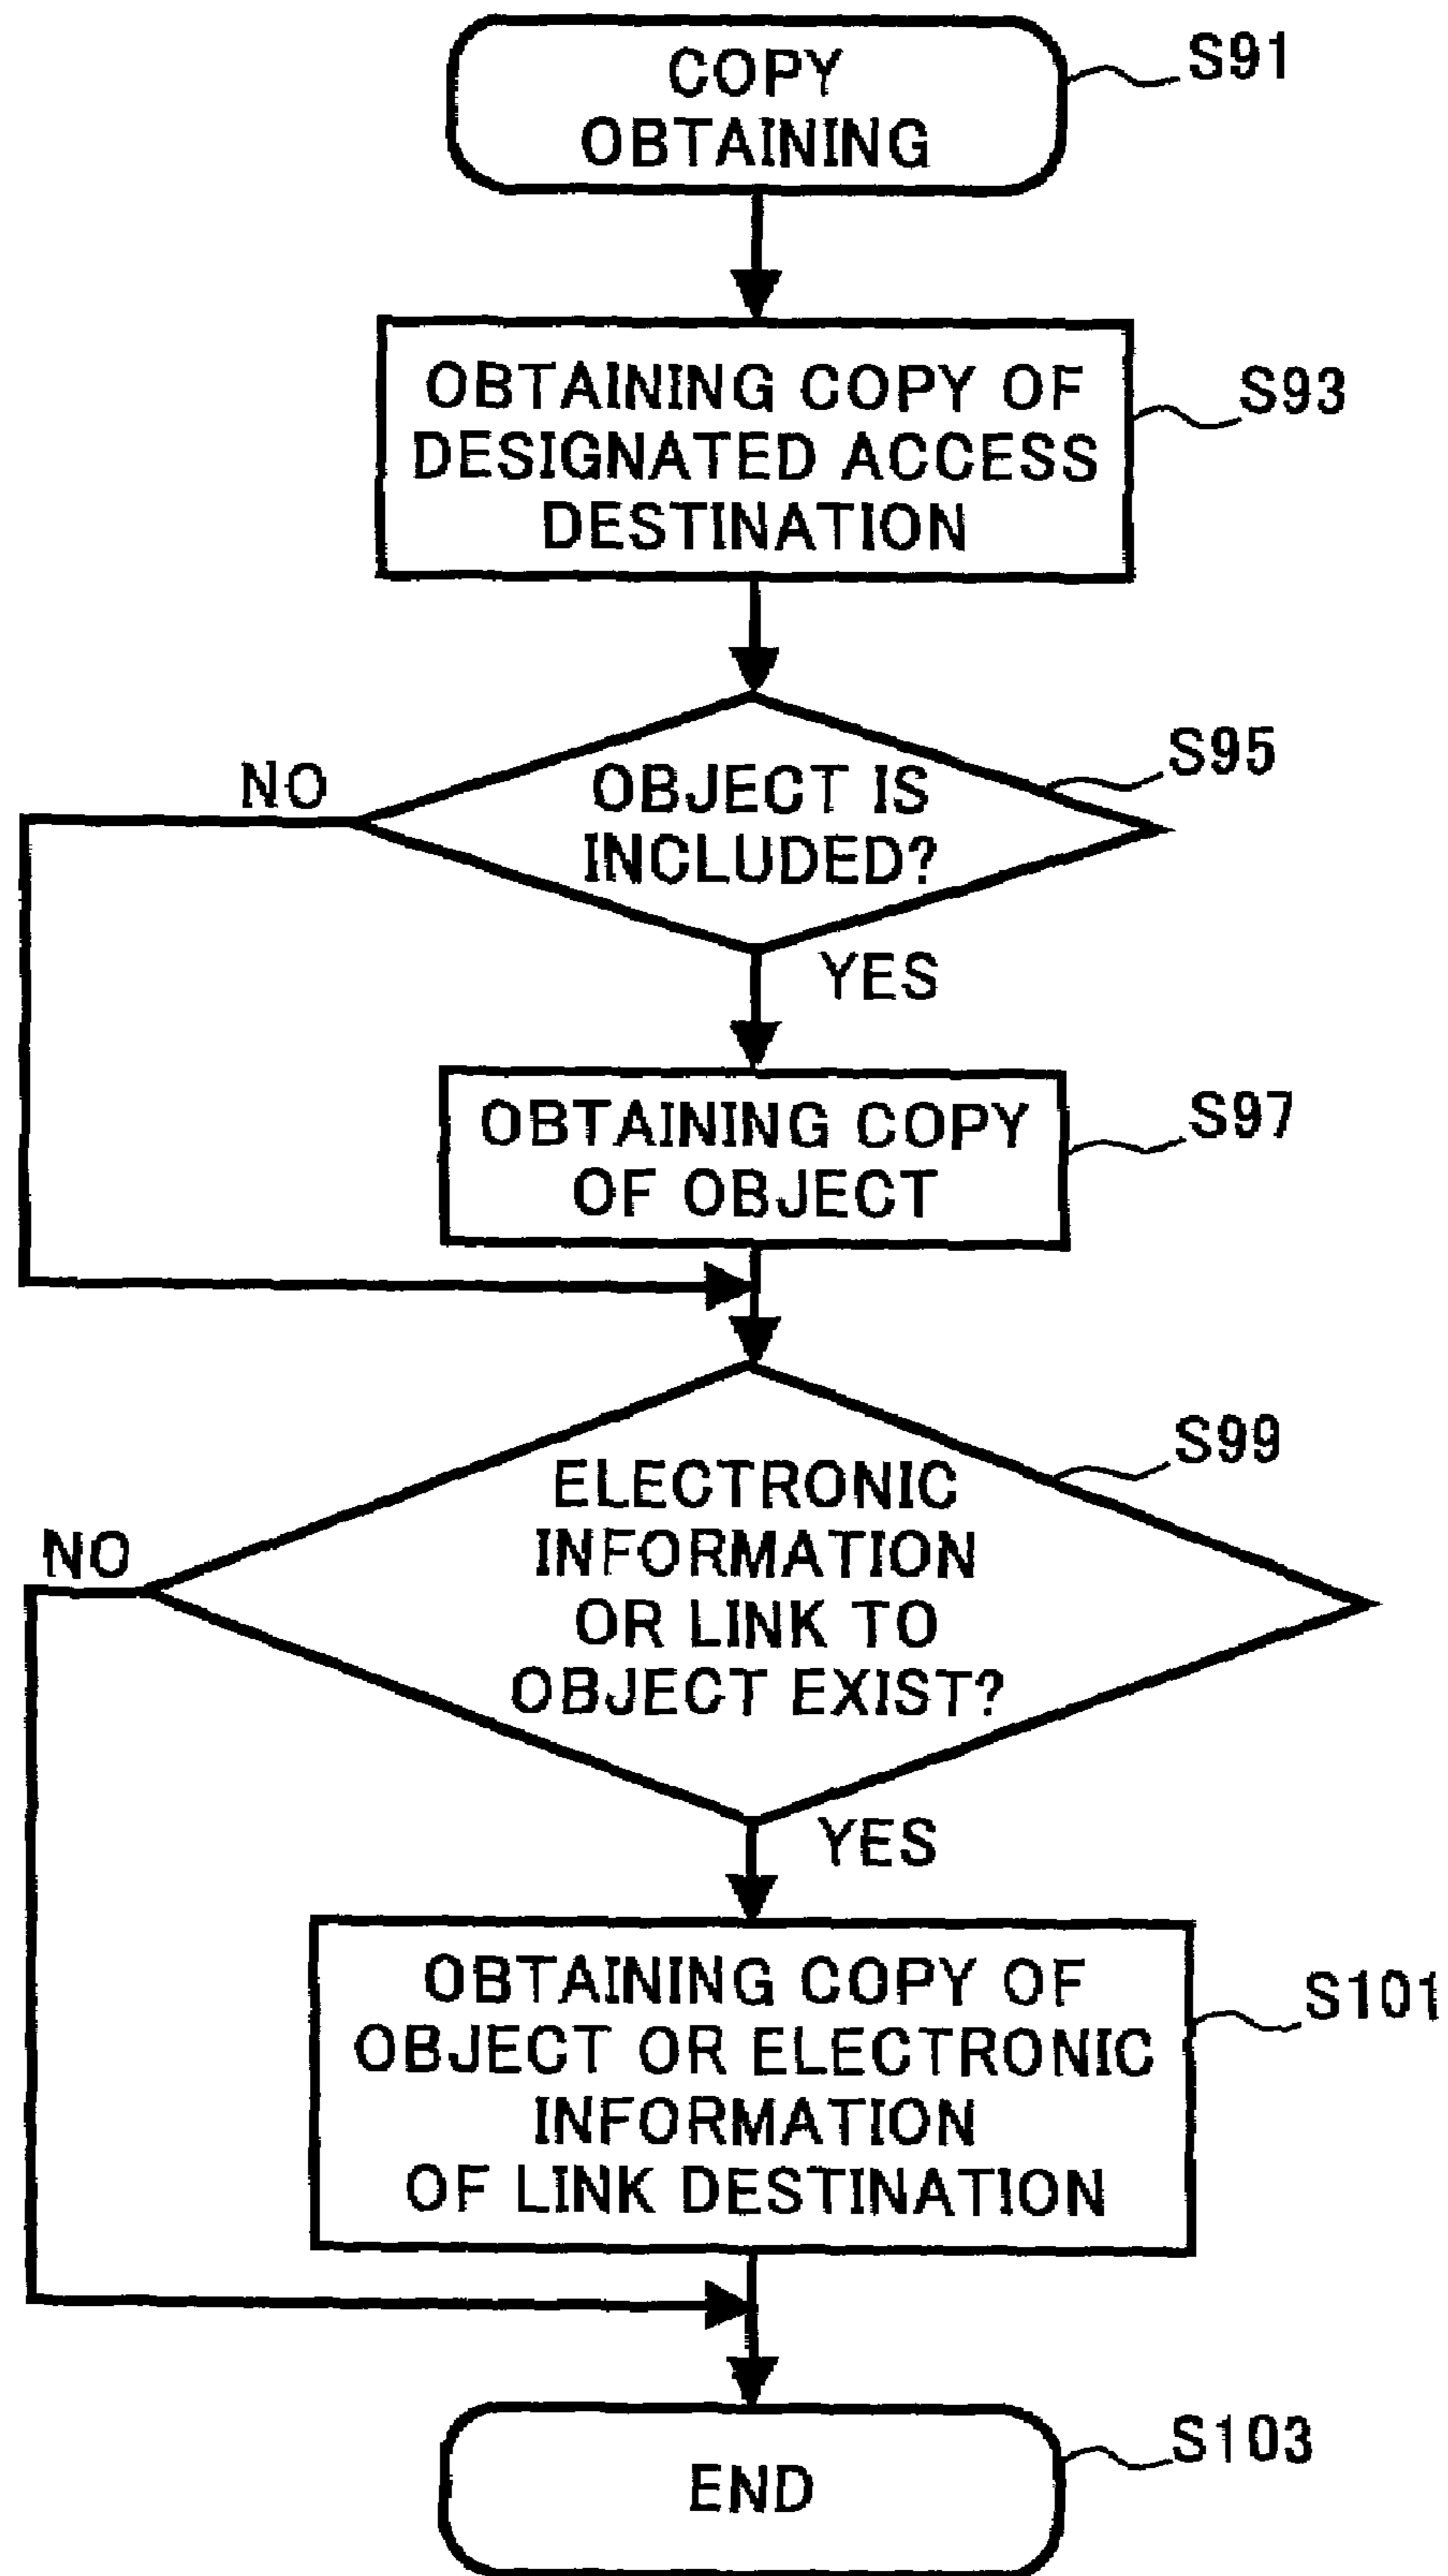 COPY
OBTAINING
S91
OBTAINING COPY OF
DESIGNATED ACCESS
DESTINATION
S93
NO
OBJECT IS
INCLUDED?
S95
YES
OBTAINING COPY
OF OBJECT
S97
ELECTRONIC
INFORMATION
OR LINK TO
OBJECT EXIST?
S99
NO
YES
OBTAINING COPY OF
OBJECT OR ELECTRONIC
INFORMATION
OF LINK DESTINATION
S101
END
S103